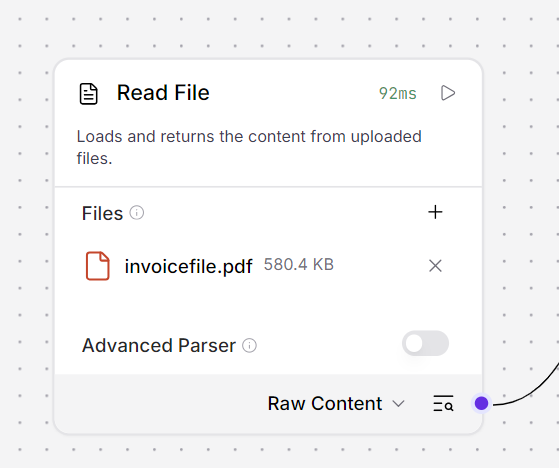 Read File
92ms
Loads and returns the content from uploaded
files.
Files
invoicefile.pdf 580.4 KB
Advanced Parser
Raw Content